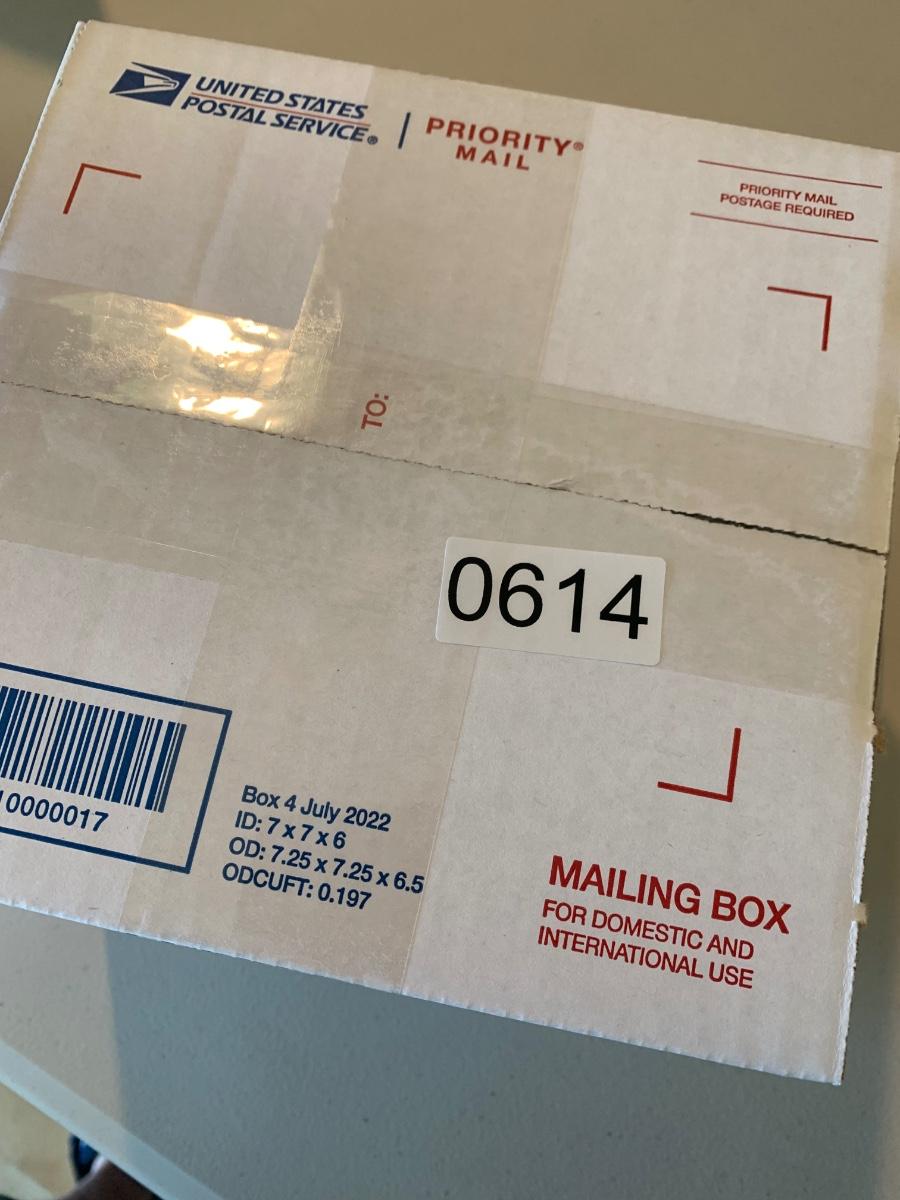 UNITED STATES
POSTAL SERVICE®
PRIORITY®
MAIL
PRIORITY MAIL
POSTAGE REQUIRED
TO:
0614
0000017
Box 4 July 2022
ID: 7 x 7 x 6
OD: 7.25 x 7.25 x 6.5
ODCUFT: 0.197
MAILING BOX
FOR DOMESTIC AND
INTERNATIONAL USE